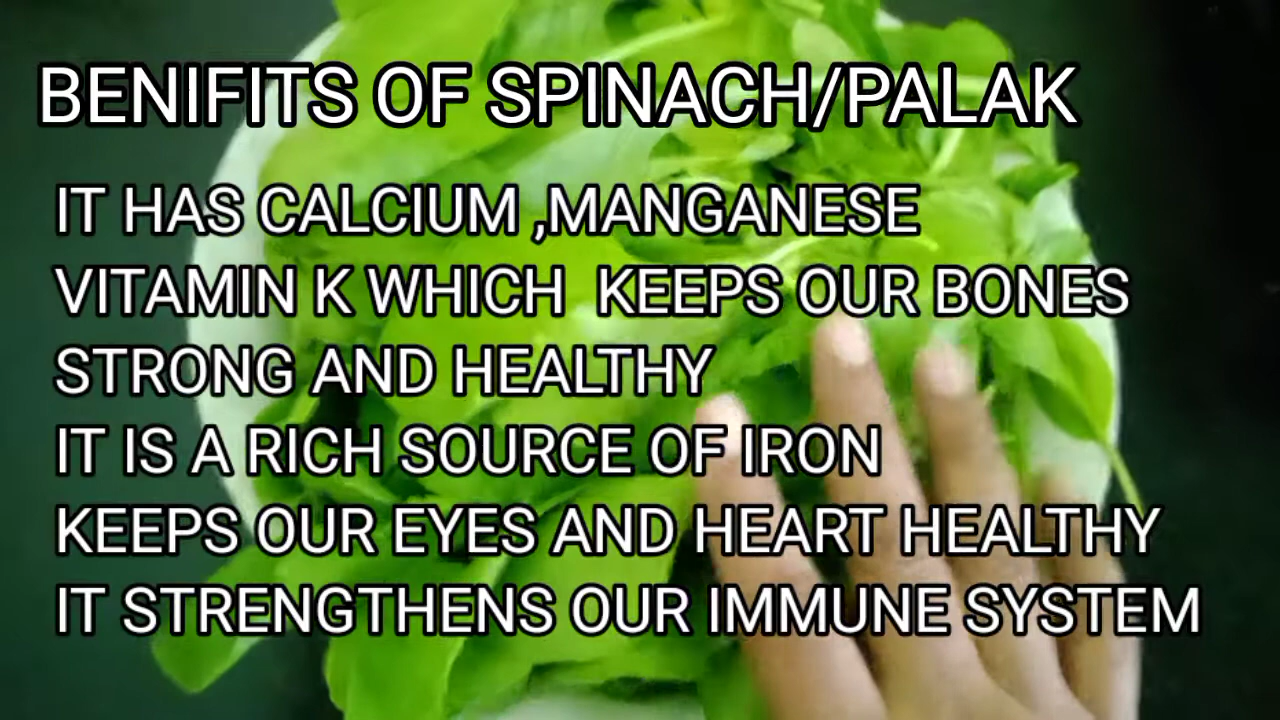 BENIFITS OF SPINACH/PALAK
IT HAS CALCIUM ,MANGANESE
VITAMIN K WHICH KEEPS OUR BONES
STRONG AND HEALTHY
IT IS A RICH SOURCE OF IRON
KEEPS OUR EYES AND HEART HEALTHY
IT STRENGTHENS OUR IMMUNE SYSTEM